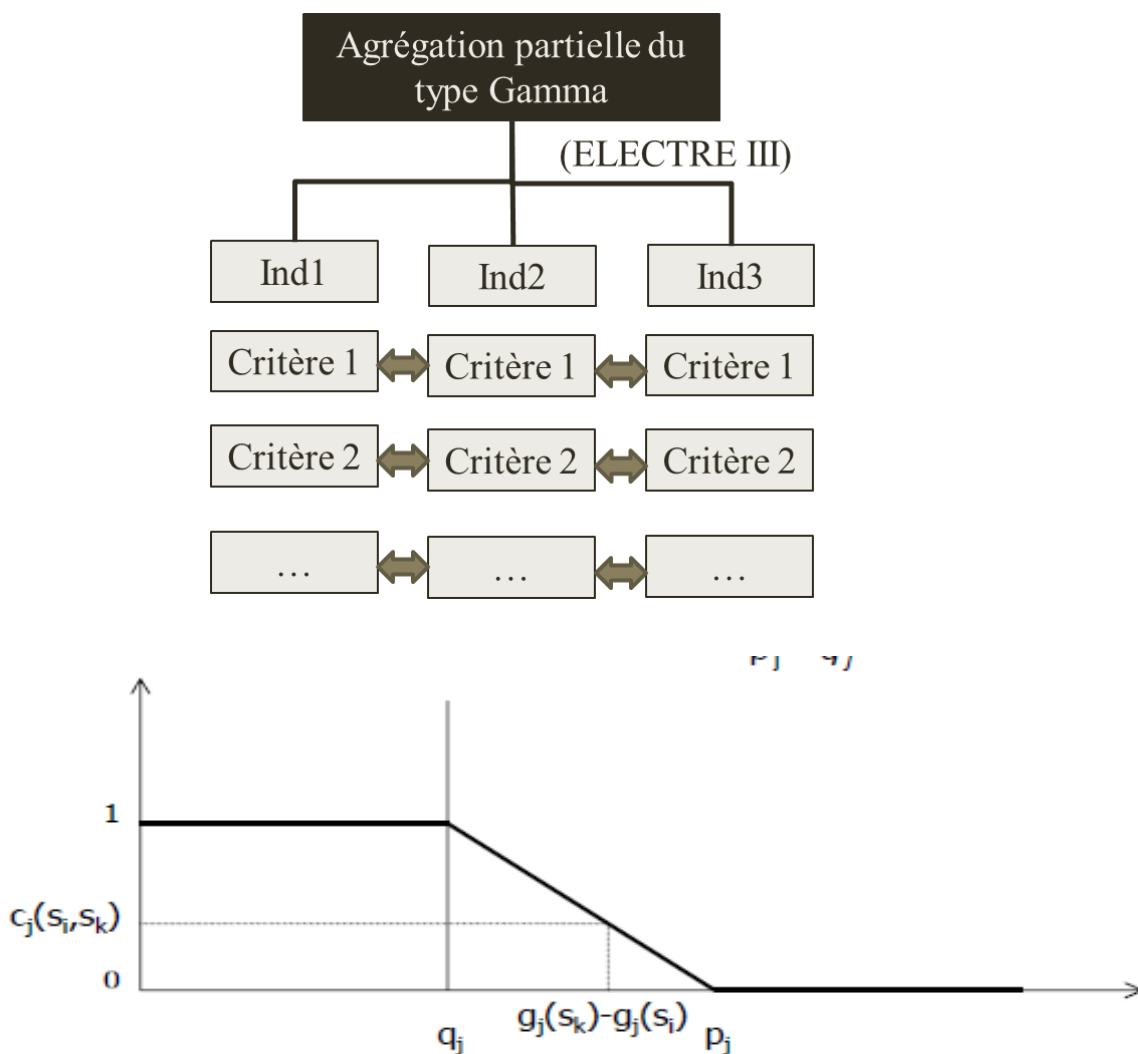 Agrégation partielle du
type Gamma
(ELECTRE III)
Ind1 Ind2 Ind3
Critère 1 Critère 1 Critère 1
Critère 2 Critère 2 Critère 2
... ... ...
1
cj(si,sk)
0
qj gj(sk)-gj(si) pj